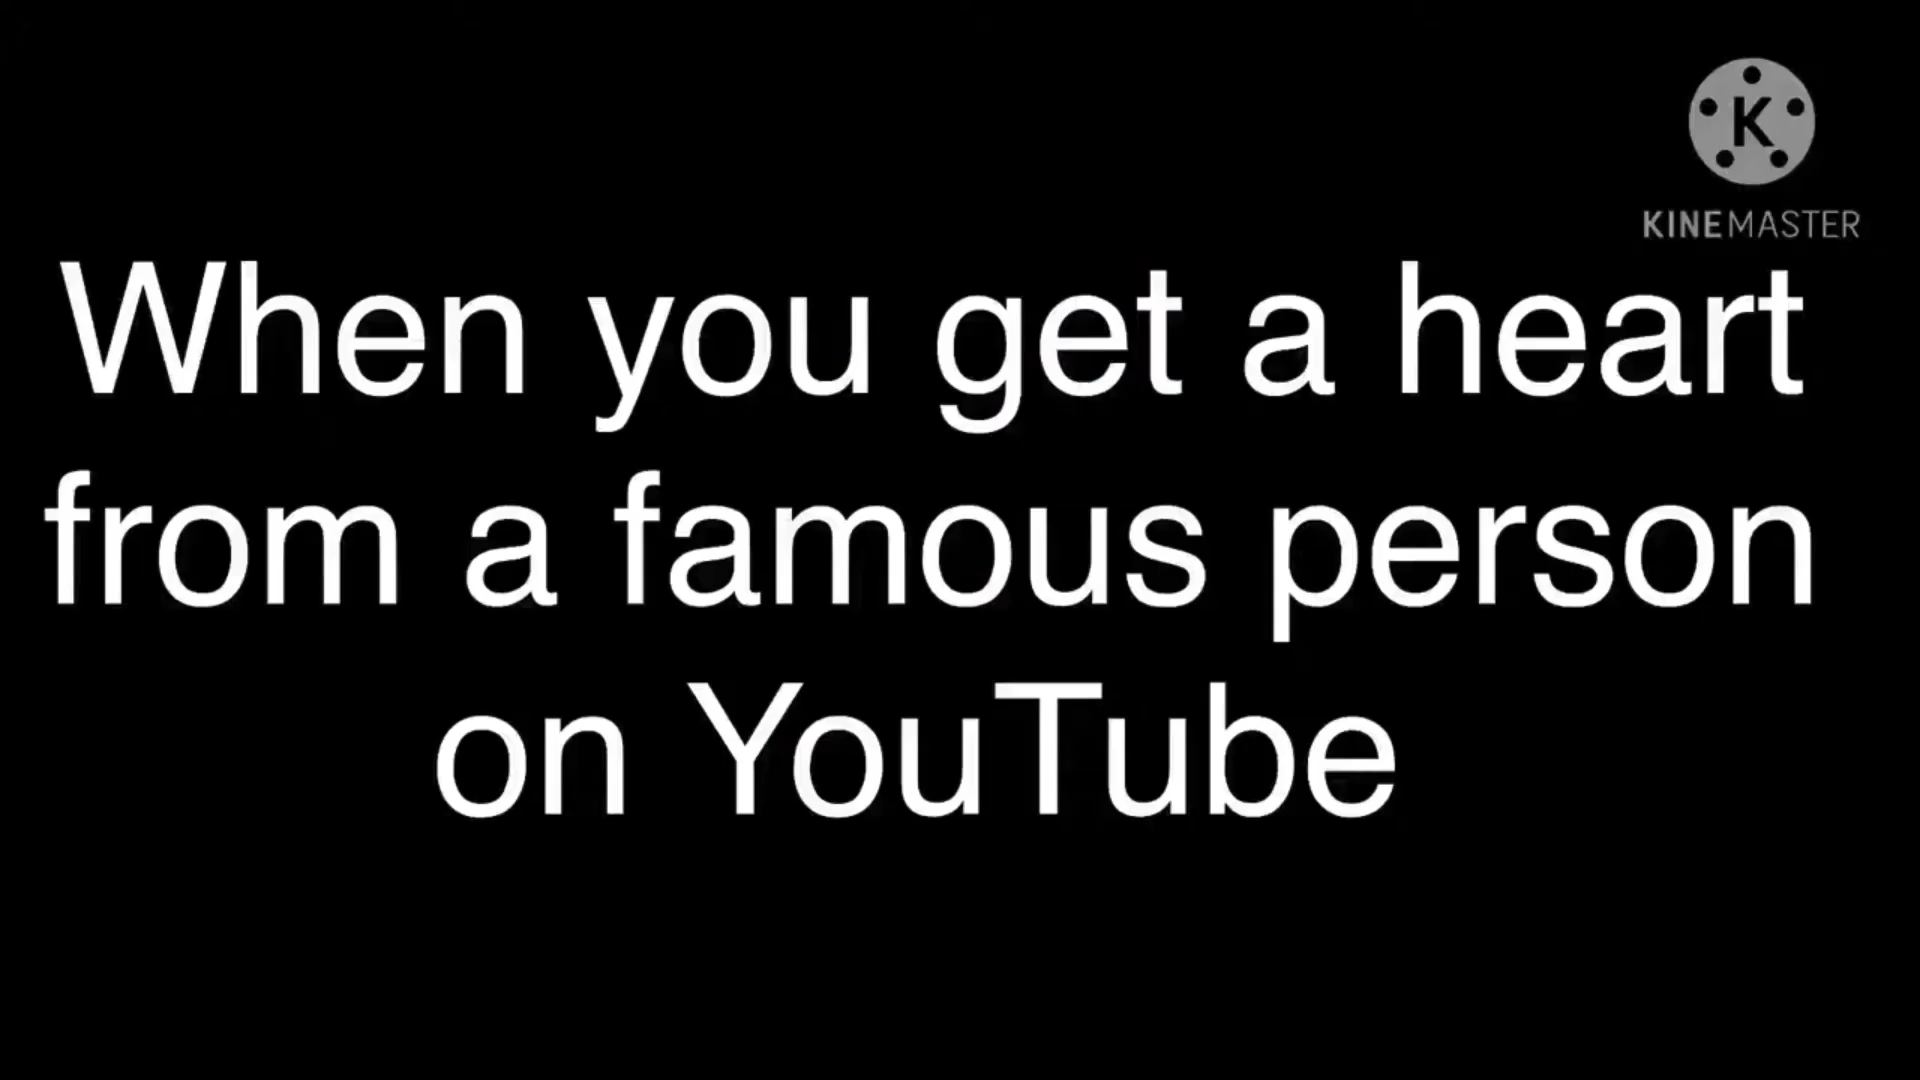 K
KINEMASTER
When you get a heart
from a famous person
on YouTube